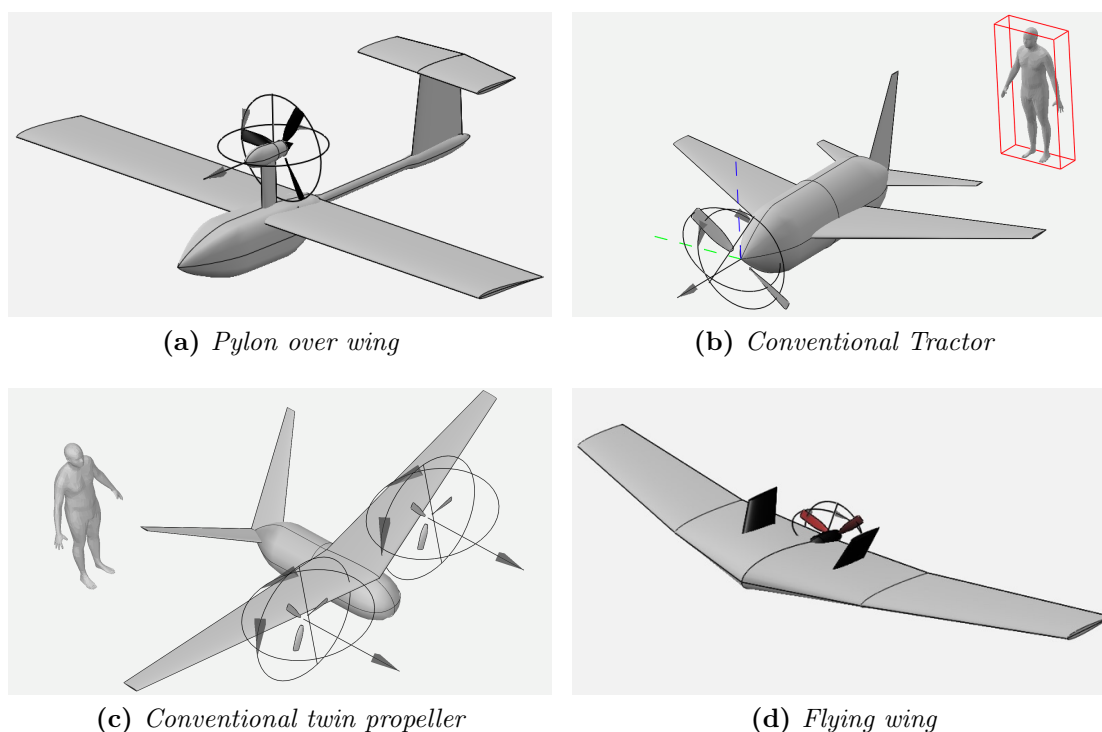 (a) Pylon over wing
(b) Conventional Tractor
(c) Conventional twin propeller
(d) Flying wing